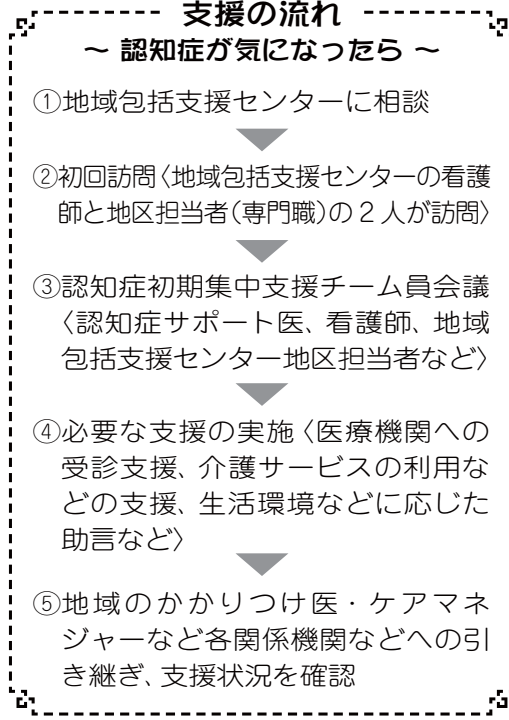 支援の流れ
～ 認知症が気になったら ～
①地域包括支援センターに相談
②初回訪問〈地域包括支援センターの看護
師と地区担当者(専門職)の2人が訪問〉
③認知症初期集中支援チーム員会議
〈認知症サポート医、看護師、地域
包括支援センター地区担当者など〉
④必要な支援の実施〈医療機関への
受診支援、介護サービスの利用な
どの支援、生活環境などに応じた
助言など〉
⑤地域のかかりつけ医・ケアマネ
ジャーなど各関係機関などへの引
き継ぎ、支援状況を確認